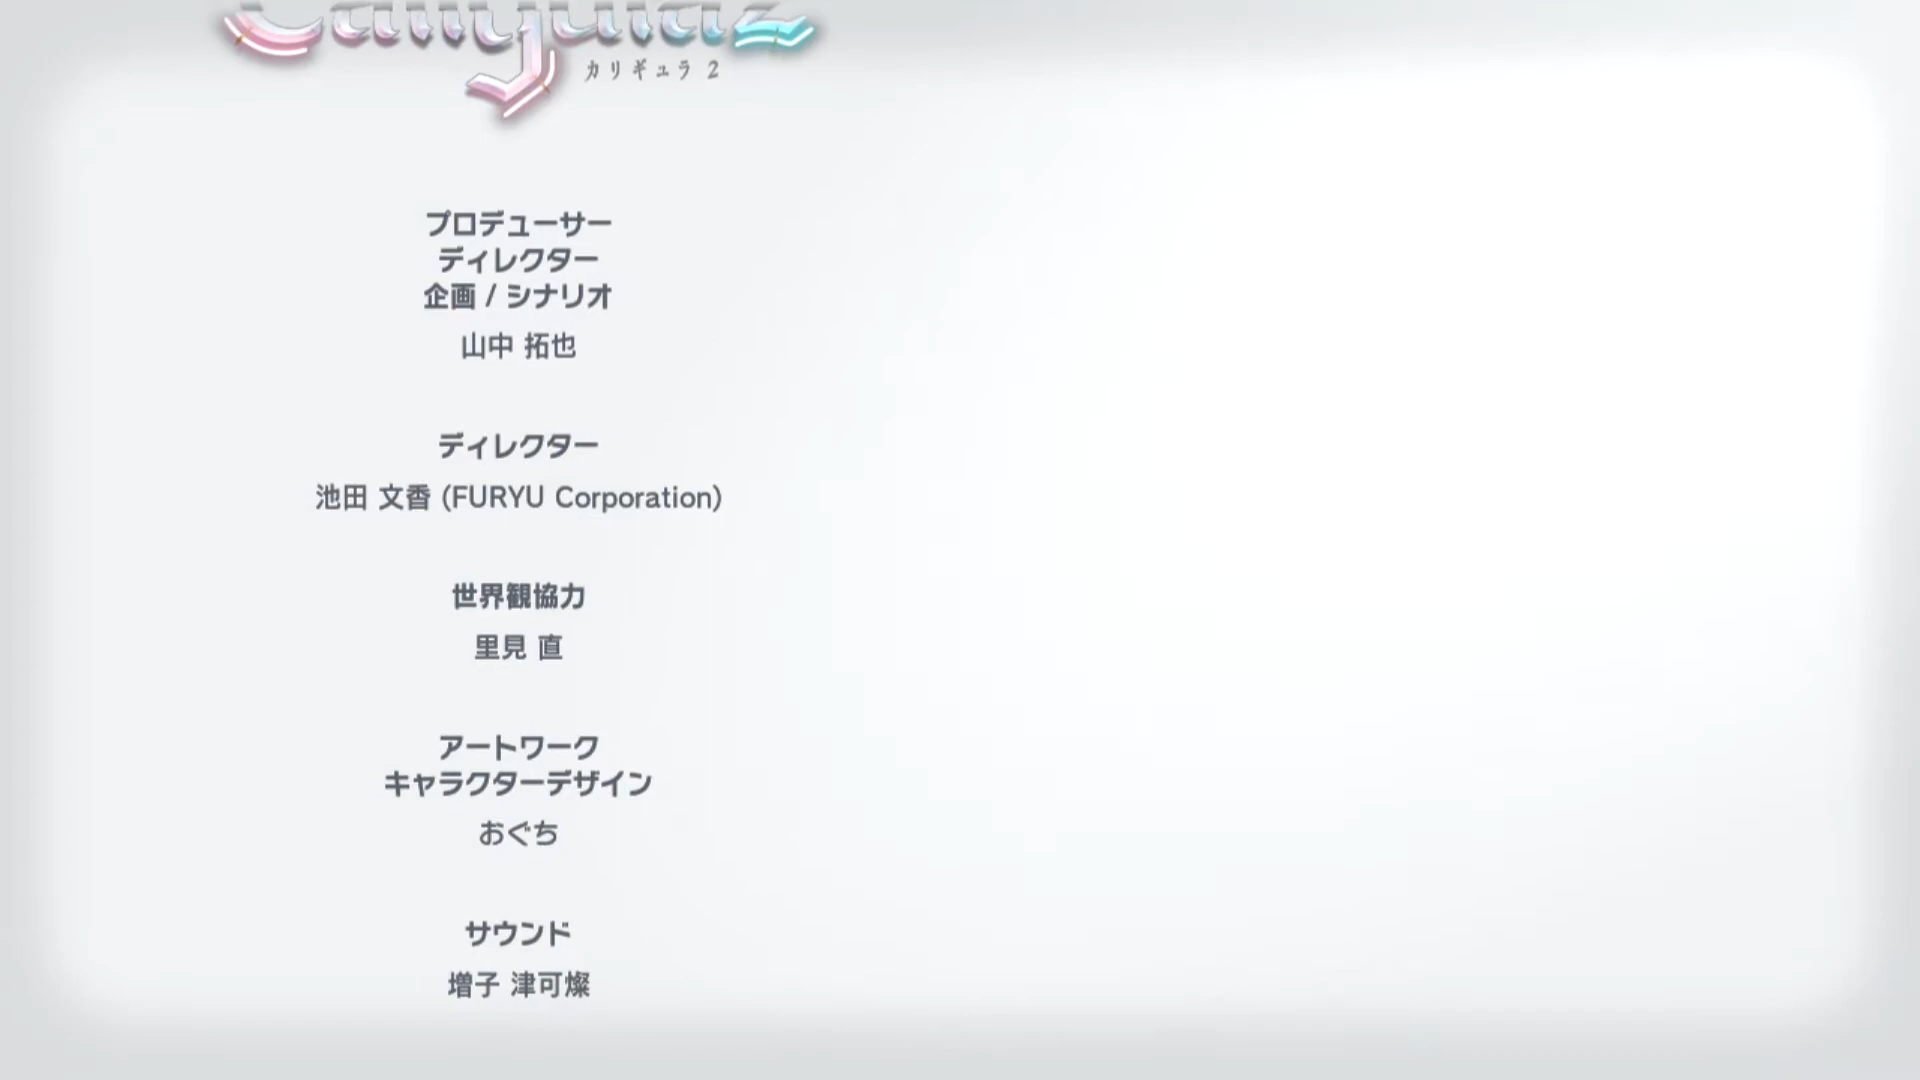 Caligula2
カリギュラ 2
プロデューサー
ディレクター
企画 / シナリオ
山中 拓也
ディレクター
池田 文香 (FURYU Corporation)
世界観協力
里見 直
アートワーク
キャラクターデザイン
おぐち
サウンド
増子 津可燦